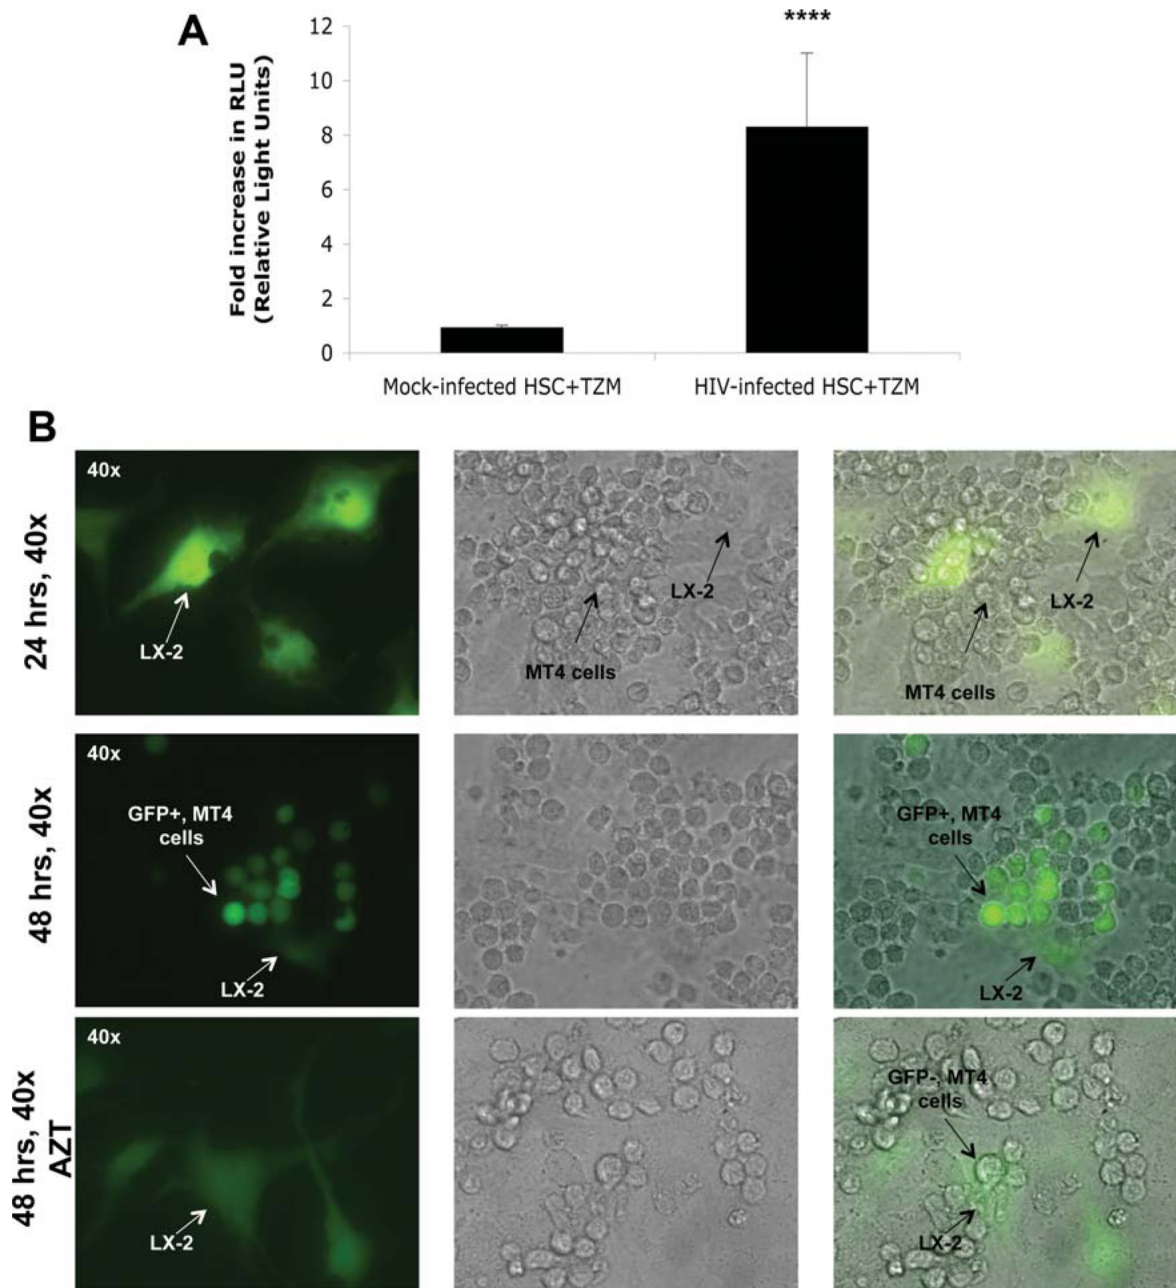 A
Fold increase in RLU
(Relative Light Units)
12
10
8
6
4
2
0
****
Mock-infected HSC+TZM
HIV-infected HSC+TZM
B
24 hrs, 40x
40x
LX-2
LX-2
MT4 cells
LX-2
MT4 cells
48 hrs, 40x
40x
GFP+, MT4
cells
LX-2
GFP+, MT4
cells
LX-2
48 hrs, 40x
AZT
40x
LX-2
GFP-, MT4
cells
LX-2